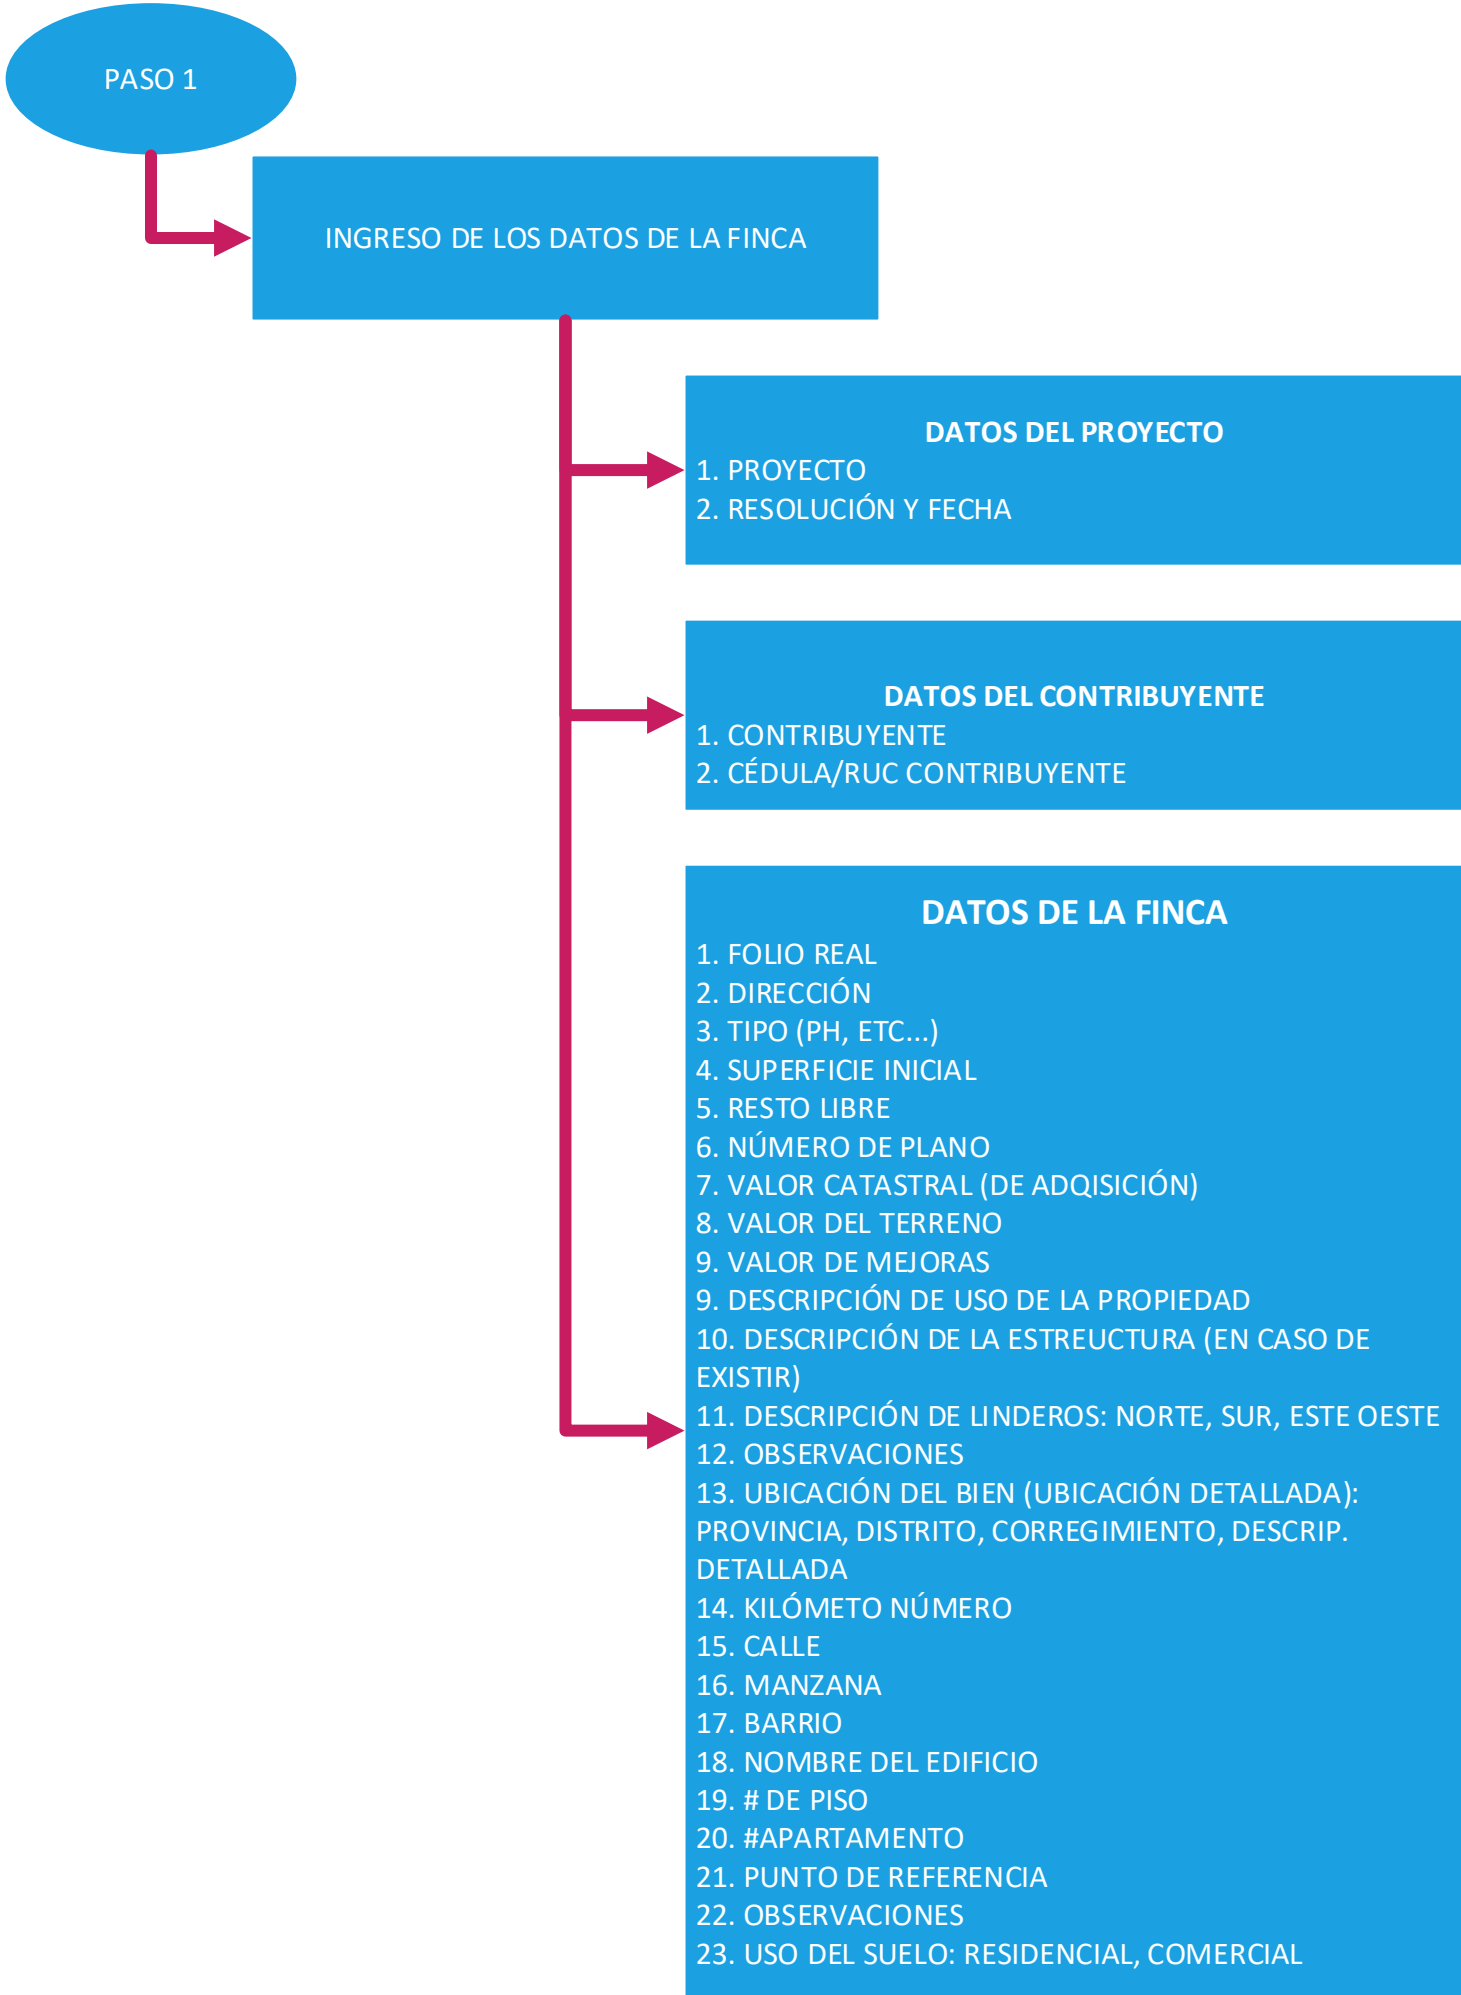 PASO 1
INGRESO DE LOS DATOS DE LA FINCA
DATOS DEL PROYECTO
1. PROYECTO
2. RESOLUCIÓN Y FECHA
DATOS DEL CONTRIBUYENTE
1. CONTRIBUYENTE
2. CÉDULA/RUC CONTRIBUYENTE
DATOS DE LA FINCA
1. FOLIO REAL
2. DIRECCIÓN
3. TIPO (PH, ETC...)
4. SUPERFICIE INICIAL
5. RESTO LIBRE
6. NÚMERO DE PLANO
7. VALOR CATASTRAL (DE ADQISICIÓN)
8. VALOR DEL TERRENO
9. VALOR DE MEJORAS
9. DESCRIPCIÓN DE USO DE LA PROPIEDAD
10. DESCRIPCIÓN DE LA ESTREUCTURA (EN CASO DE
EXISTIR)
11. DESCRIPCIÓN DE LINDEROS: NORTE, SUR, ESTE OESTE
12. OBSERVACIONES
13. UBICACIÓN DEL BIEN (UBICACIÓN DETALLADA):
PROVINCIA, DISTRITO, CORREGIMIENTO, DESCRIP.
DETALLADA
14. KILÓMETO NÚMERO
15. CALLE
16. MANZANA
17. BARRIO
18. NOMBRE DEL EDIFICIO
19. # DE PISO
20. #APARTAMENTO
21. PUNTO DE REFERENCIA
22. OBSERVACIONES
23. USO DEL SUELO: RESIDENCIAL, COMERCIAL